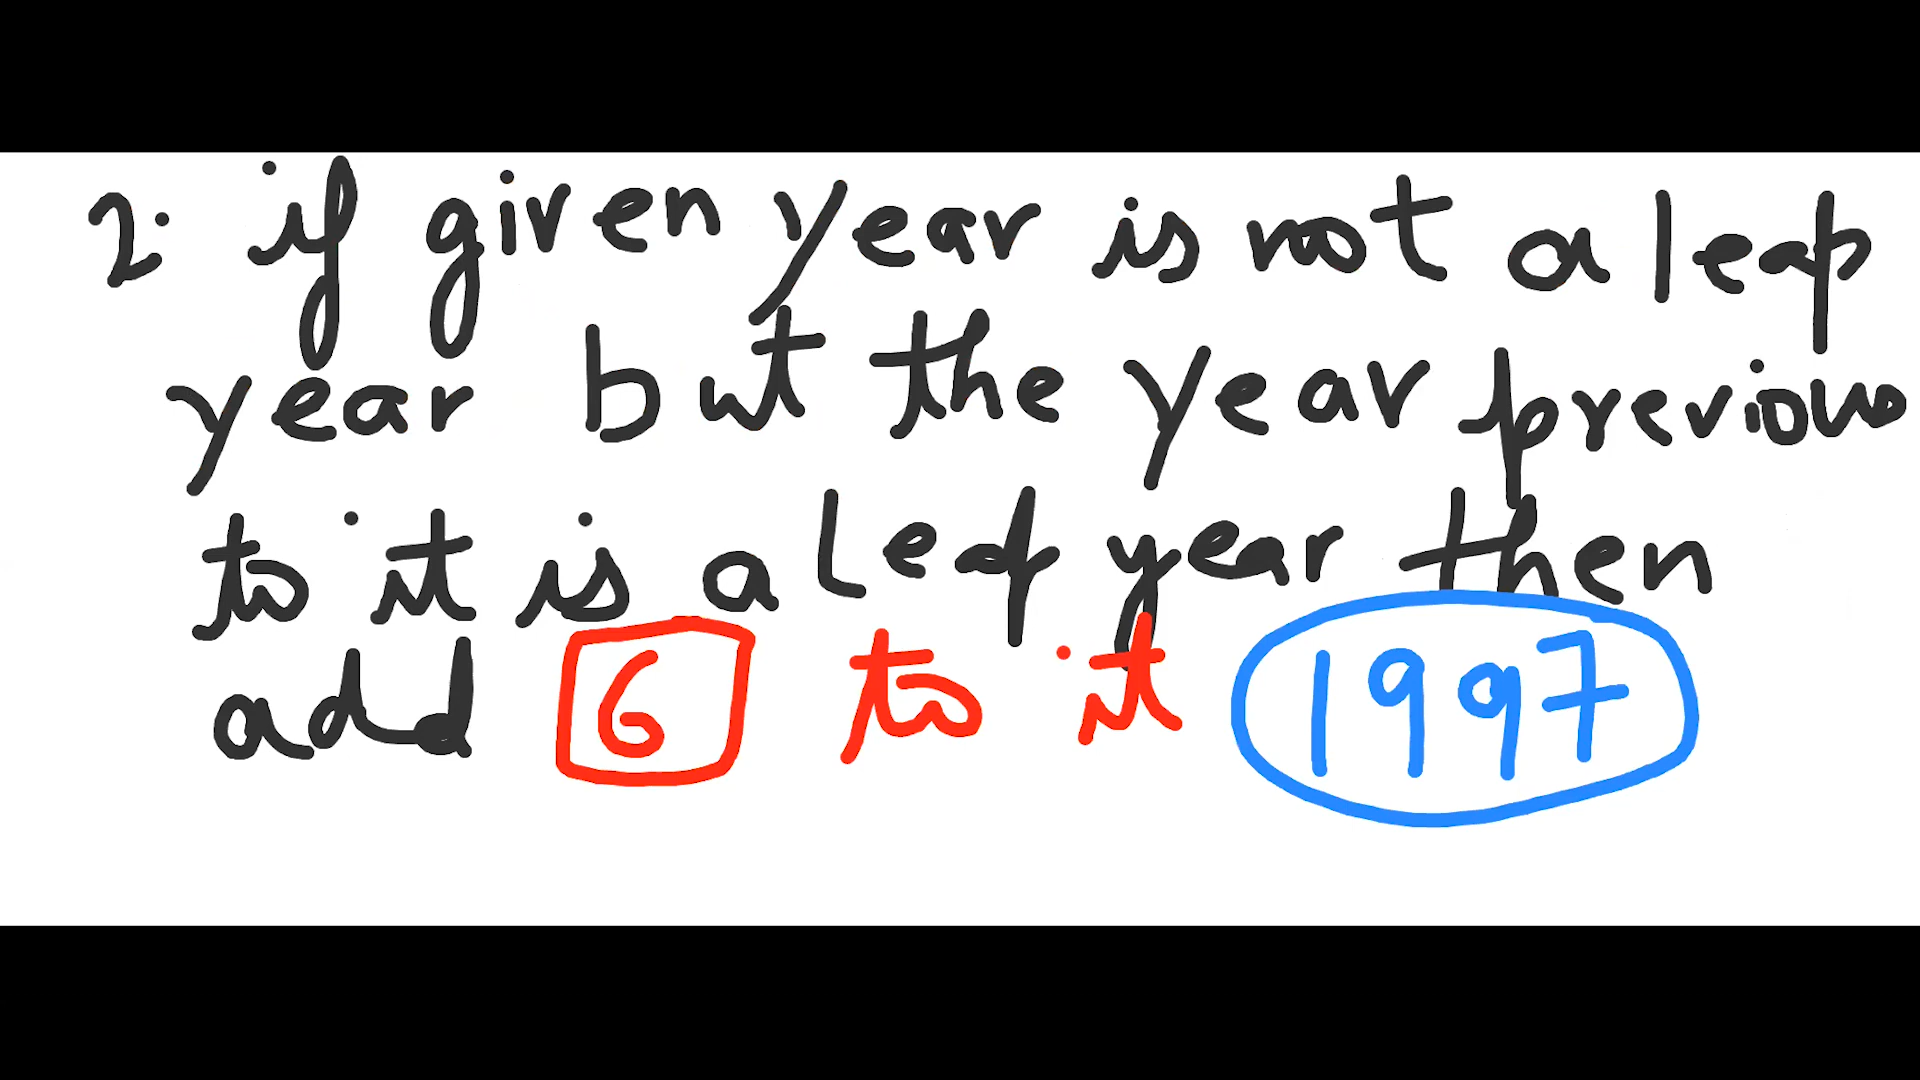 2. if given year is not a leap
year but the year previous
to it is a leap year then
add 6 to it 1997